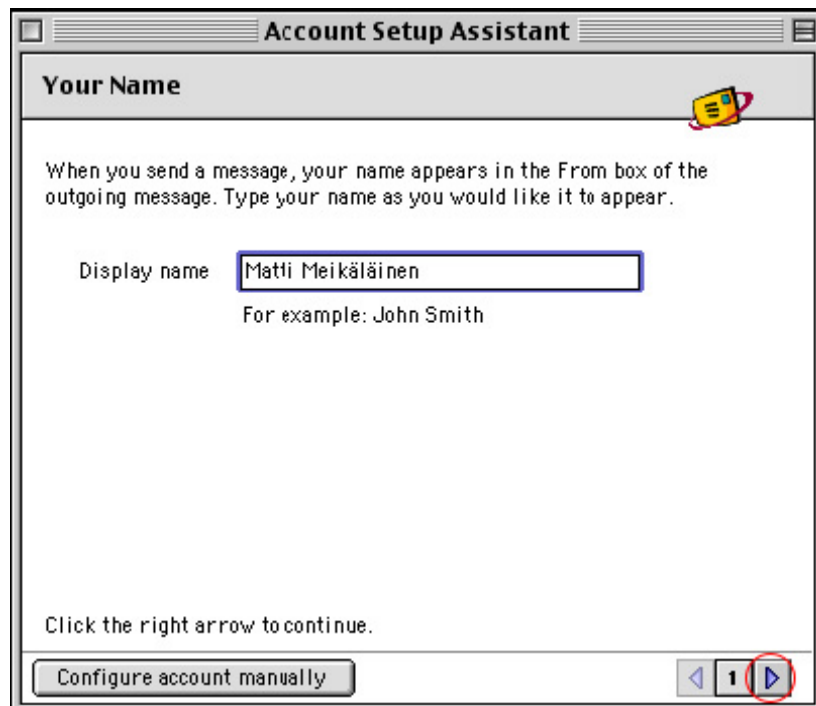 Account Setup Assistant
Your Name
When you send a message, your name appears in the From box of the
outgoing message. Type your name as you would like it to appear.
Display name Matti Meikäläinen
For example: John Smith
Click the right arrow to continue.
Configure account manually 1